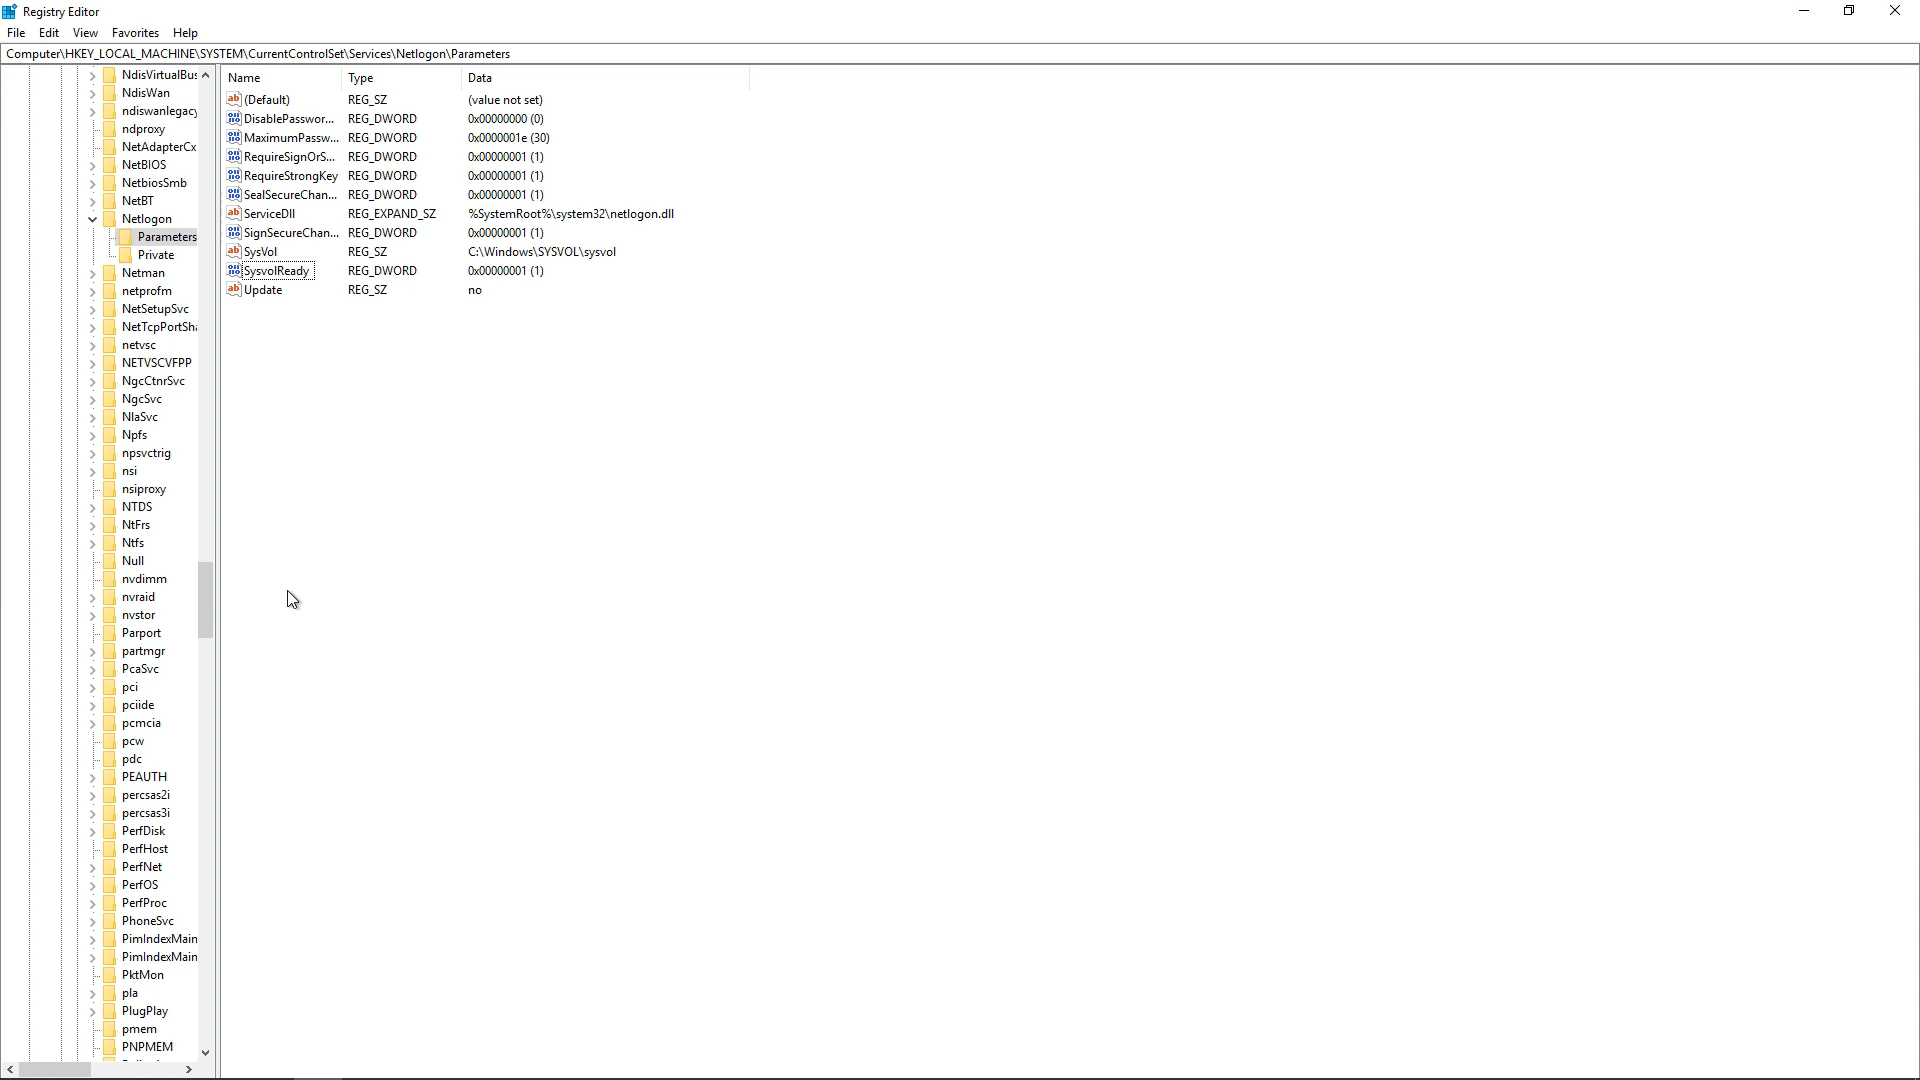 Registry Editor
File Edit View Favorites Help
Computer\HKEY_LOCAL_MACHINE\SYSTEM\CurrentControlSet\Services\Netlogon\Parameters
NdisVirtualBus
NdisWan
ndiswanlegacy
ndproxy
NetAdapterCx
NetBIOS
NetbiosSmb
NetBT
Netlogon
Parameters
Private
Netman
netprofm
NetSetupSvc
NetTcpPortSha
netvsc
NETVSCVFPP
NgcCtnrSvc
NgcSvc
NlaSvc
Npfs
npsvctrig
nsi
nsiproxy
NTDS
NtFrs
Ntfs
Null
nvdimm
nvraid
nvstor
Parport
partmgr
PcaSvc
pci
pciide
pcmcia
pcw
pdc
PEAUTH
percsas2i
percsas3i
PerfDisk
PerfHost
PerfNet
PerfOS
PerfProc
PhoneSvc
PimIndexMain
PimIndexMain
PktMon
pla
PlugPlay
pmem
PNPMEM
Name Type Data
(Default) REG_SZ (value not set)
DisablePasswor... REG_DWORD 0x00000000 (0)
MaximumPassw... REG_DWORD 0x0000001e (30)
RequireSignOrS... REG_DWORD 0x00000001 (1)
RequireStrongKey REG_DWORD 0x00000001 (1)
SealSecureChan... REG_DWORD 0x00000001 (1)
ServiceDll REG_EXPAND_SZ %SystemRoot%\system32\netlogon.dll
SignSecureChan... REG_DWORD 0x00000001 (1)
SysVol REG_SZ C:\Windows\SYSVOL\sysvol
SysvolReady REG_DWORD 0x00000001 (1)
Update REG_SZ no